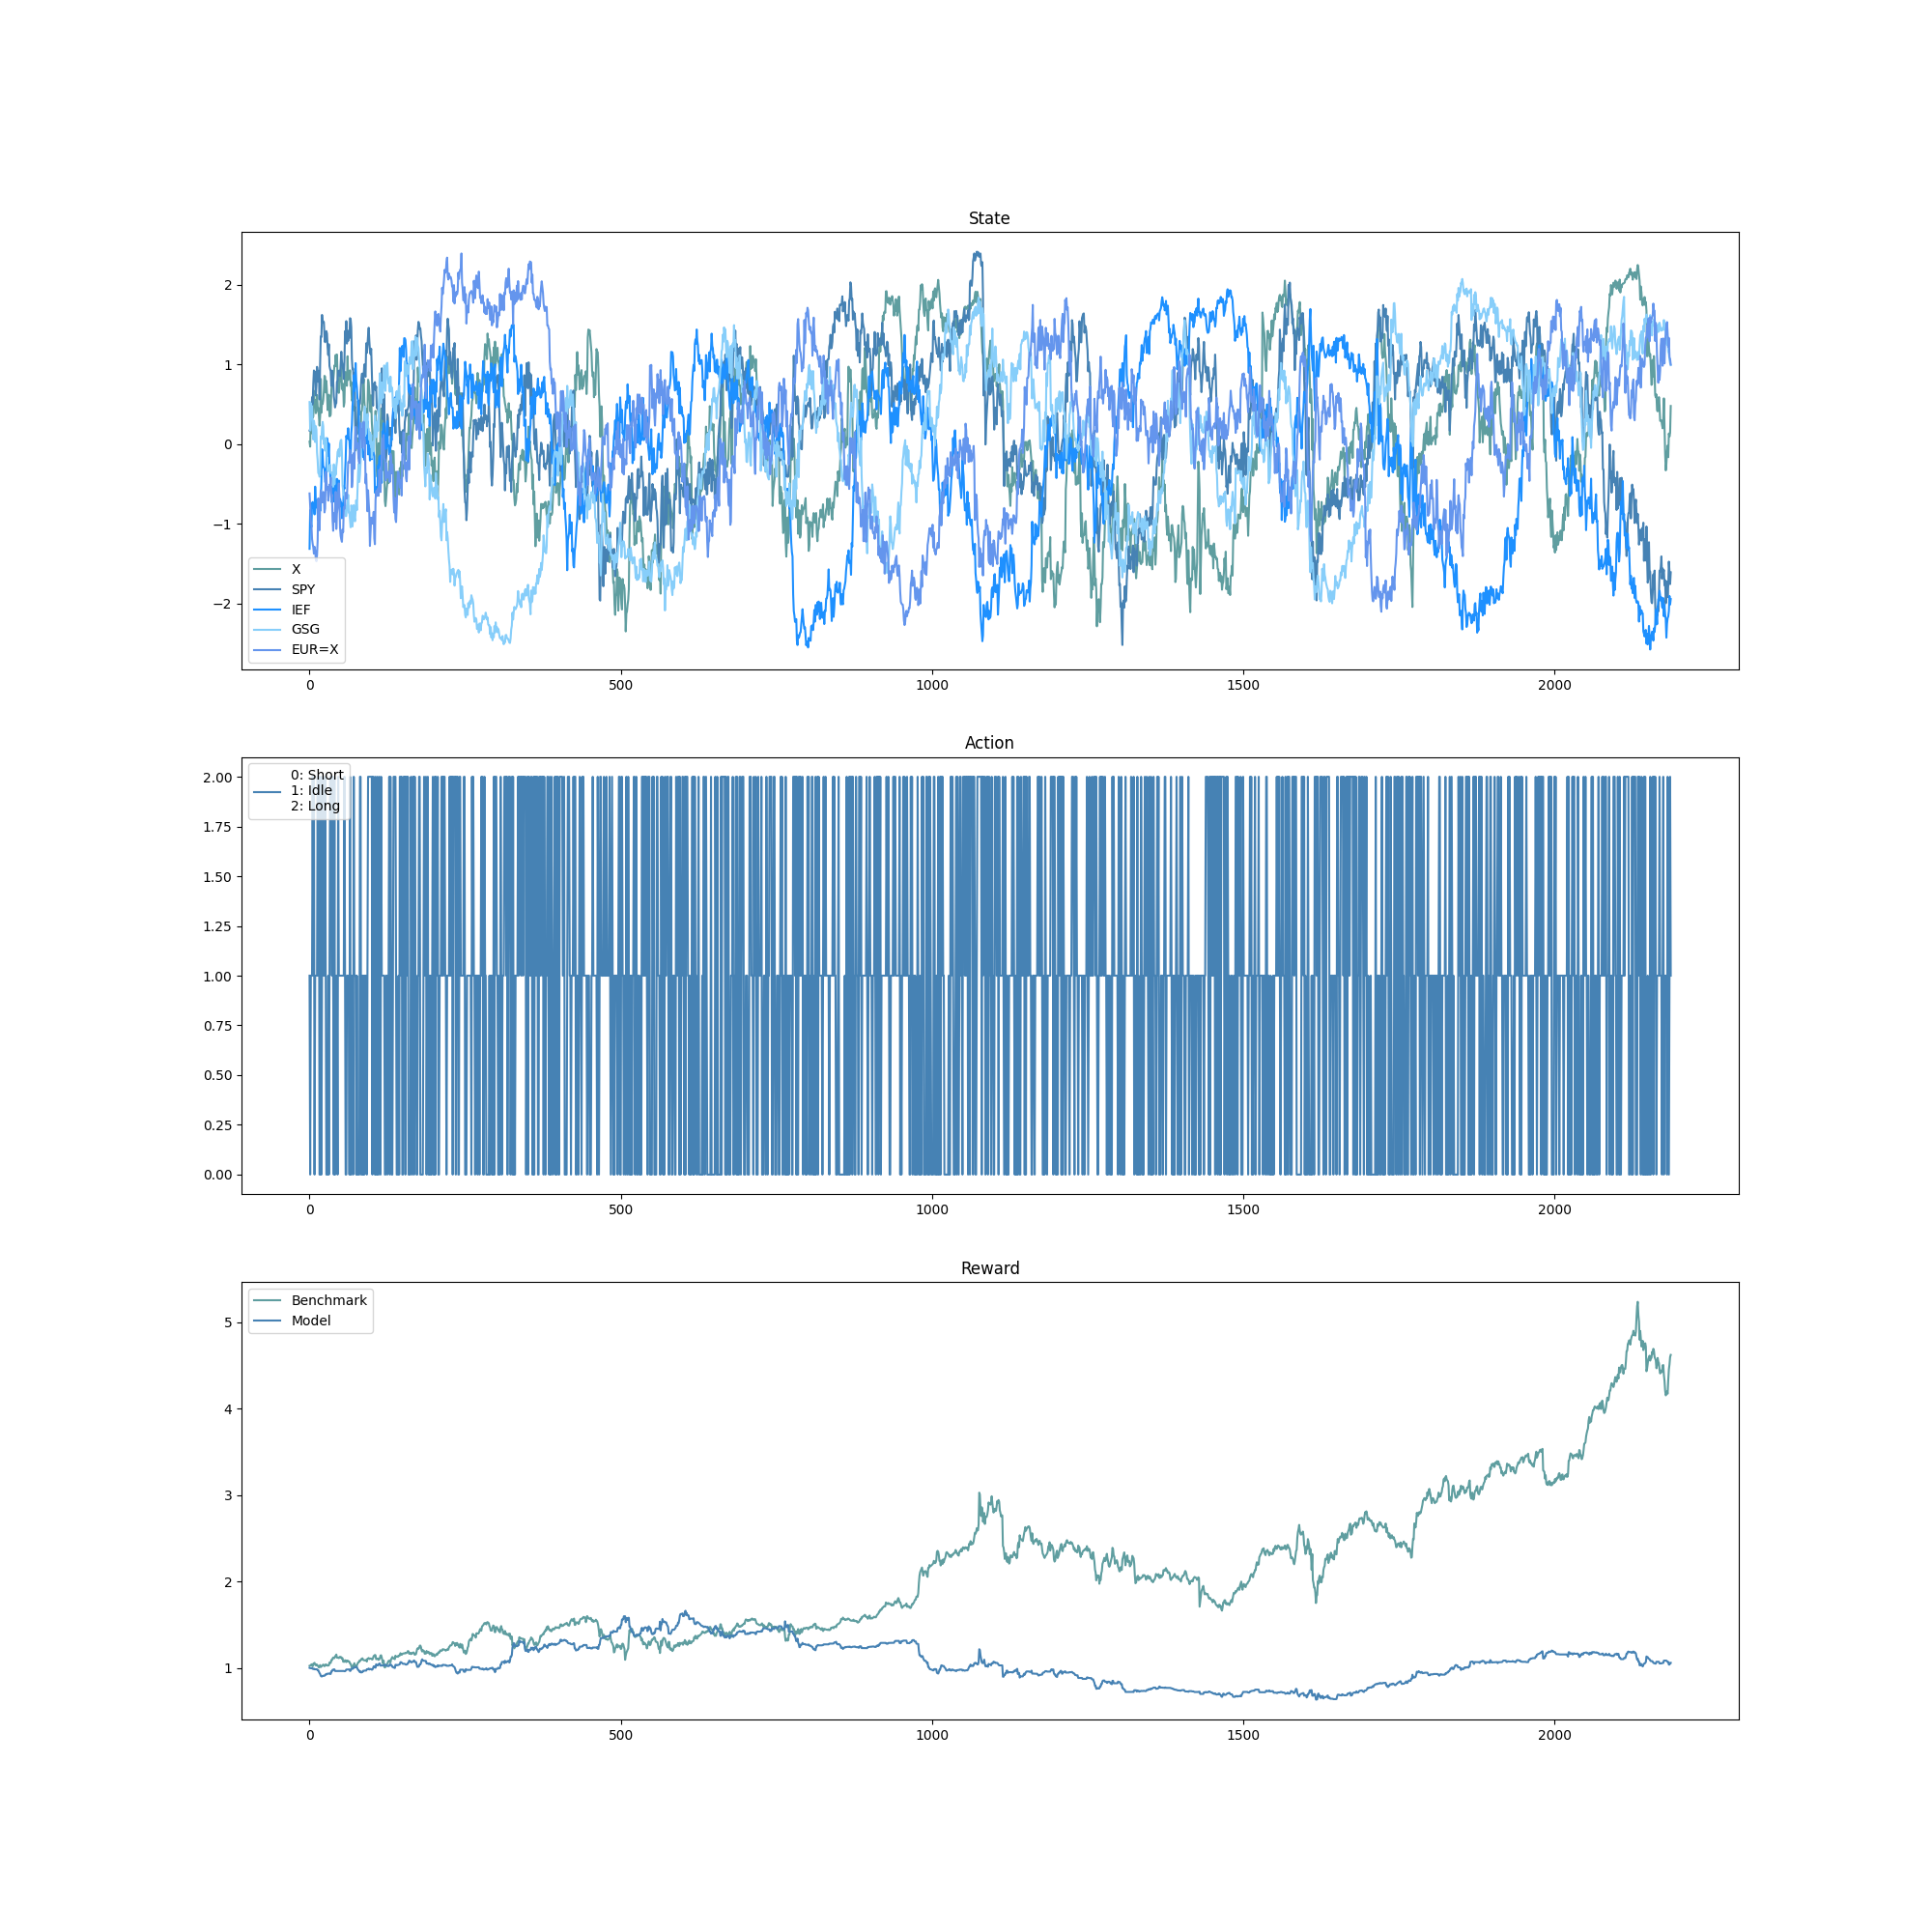 State
2
1
0
−1
−2
X
SPY
IEF
GSG
EUR=X
0 500 1000 1500 2000
Action
2.00
1.75
1.50
1.25
1.00
0.75
0.50
0.25
0.00
0: Short
1: Idle
2: Long
0 500 1000 1500 2000
Reward
5
4
3
2
1
Benchmark
Model
0 500 1000 1500 2000